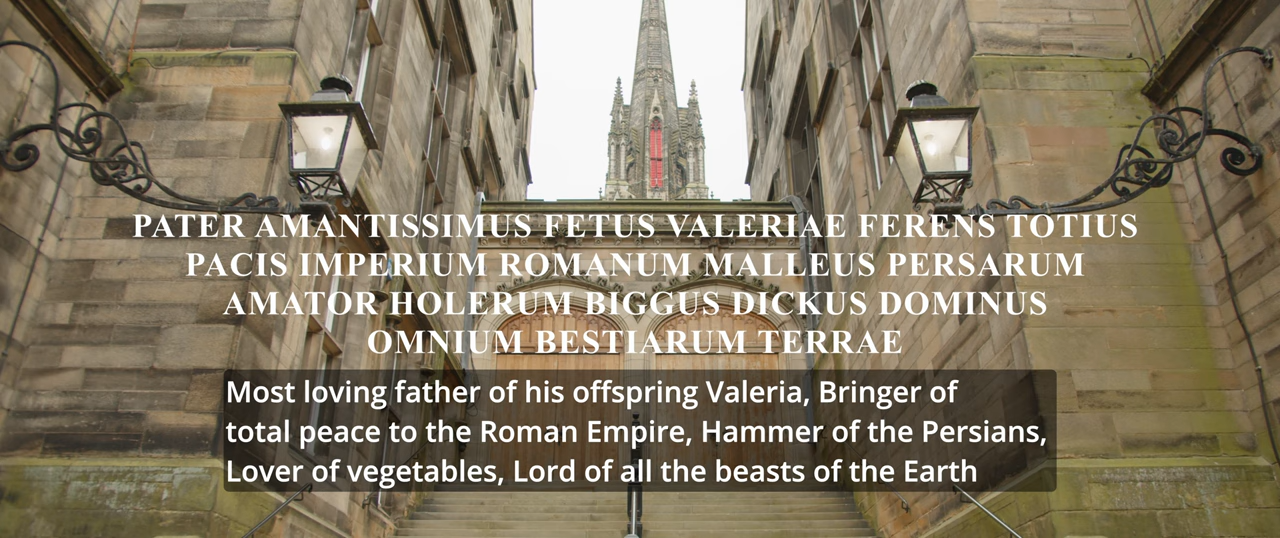 PATER AMANTISSIMUS FETUS VALERIAE FERENS TOTIUS
PACIS IMPERIUM ROMANUM MALLEUS PERSARUM
AMATOR HOLERUM BIGGUS DICKUS DOMINUS
OMNIUM BESTIARUM TERRAE
Most loving father of his offspring Valeria, Bringer of
total peace to the Roman Empire, Hammer of the Persians,
Lover of vegetables, Lord of all the beasts of the Earth